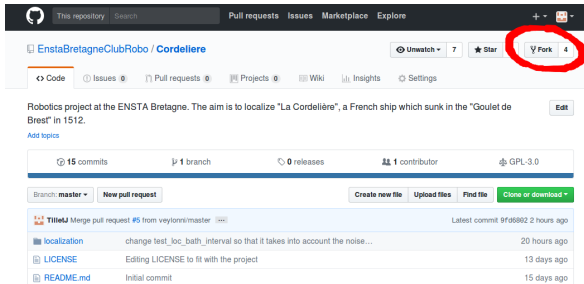 This repository Search Pull requests Issues Marketplace Explore
EnstaBretagneClubRobo / Cordeliere Unwatch 7 Star Fork 4
Code Issues 0 Pull requests 0 Projects 0 Wiki Insights Settings
Robotics project at the ENSTA Bretagne. The aim is to localize "La Cordelière", a French ship which sunk in the "Goulet de Edit
Brest" in 1512.
Add topics
15 commits 1 branch 0 releases 1 contributor GPL-3.0
Branch: master New pull request Create new file Upload files Find file Clone or download
TilletJ Merge pull request #5 from veylonni/master ... Latest commit 9fd6802 2 hours ago
localization change test_loc_bath_interval so that it takes into account the noise… 20 hours ago
LICENSE Editing LICENSE to fit with the project 13 days ago
README.md Initial commit 15 days ago